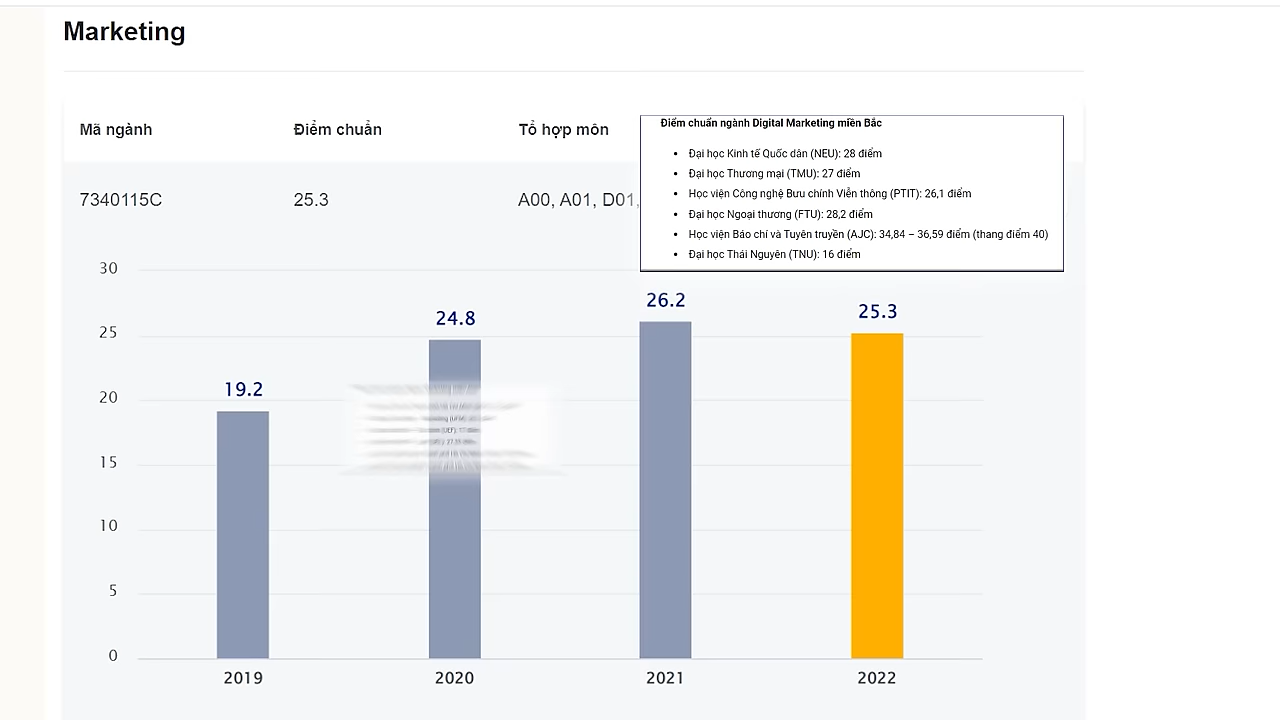 Marketing
Mã ngành
Điểm chuẩn
Tổ hợp môn
7340115C
25.3
A00, A01, D01,
Điểm chuẩn ngành Digital Marketing miền Bắc
• Đại học Kinh tế Quốc dân (NEU): 28 điểm
• Đại học Thương mại (TMU): 27 điểm
• Học viện Công nghệ Bưu chính Viễn thông (PTIT): 26,1 điểm
• Đại học Ngoại thương (FTU): 28,2 điểm
• Học viện Báo chí và Tuyên truyền (AJC): 34,84 – 36,59 điểm (thang điểm 40)
• Đại học Thái Nguyên (TNU): 16 điểm
30
25
20
15
10
5
0
19.2
24.8
26.2
25.3
2019
2020
2021
2022